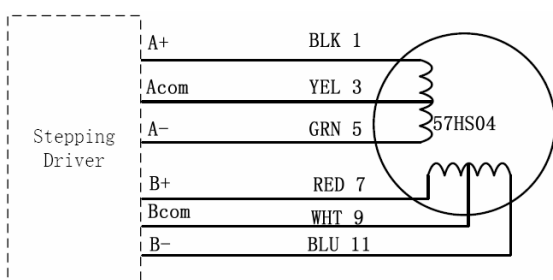 A+ BLK 1
Acom YEL 3
A- GRN 5
57HS04
Stepping
Driver
B+ RED 7
Bcom WHT 9
B- BLU 11